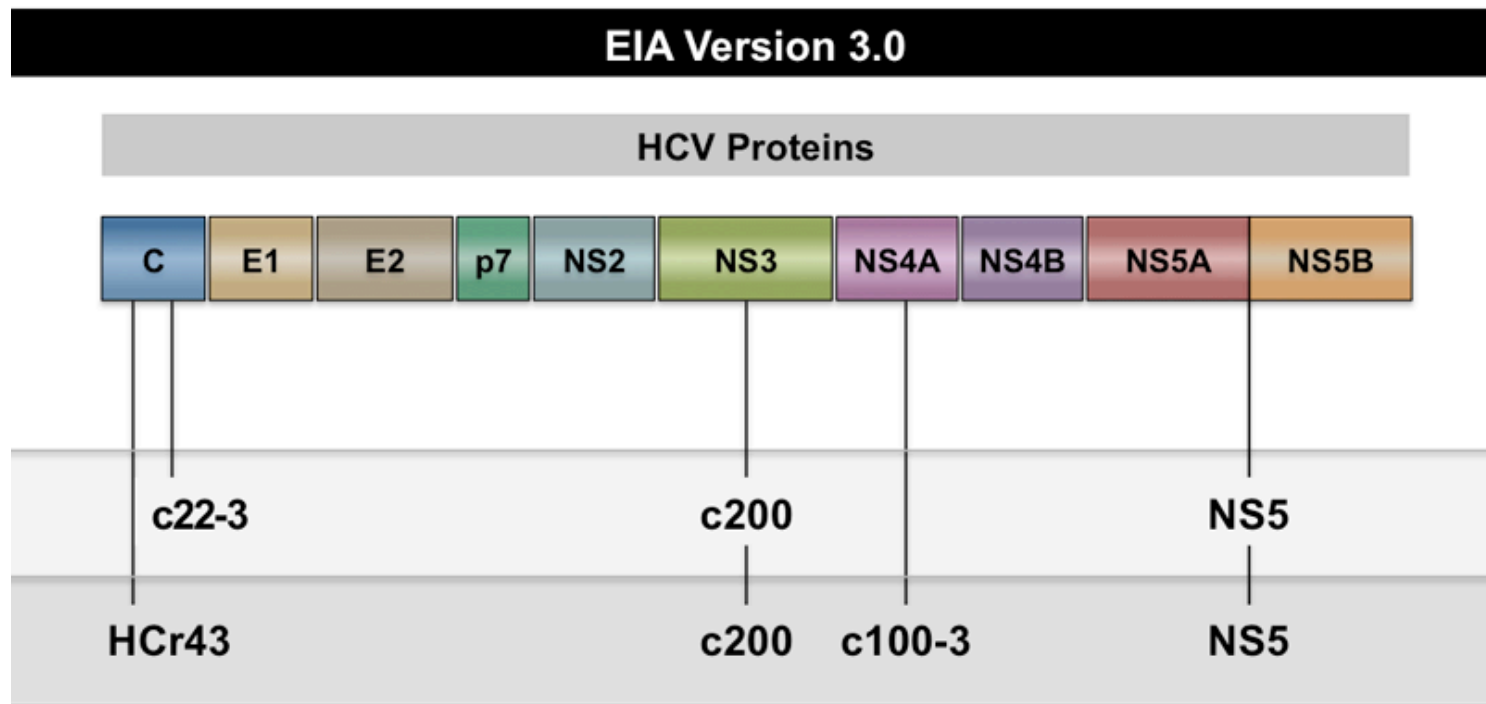 EIA Version 3.0
HCV Proteins
C E1 E2 p7 NS2 NS3 NS4A NS4B NS5A NS5B
c22-3 c200 NS5
HCr43 c200 c100-3 NS5